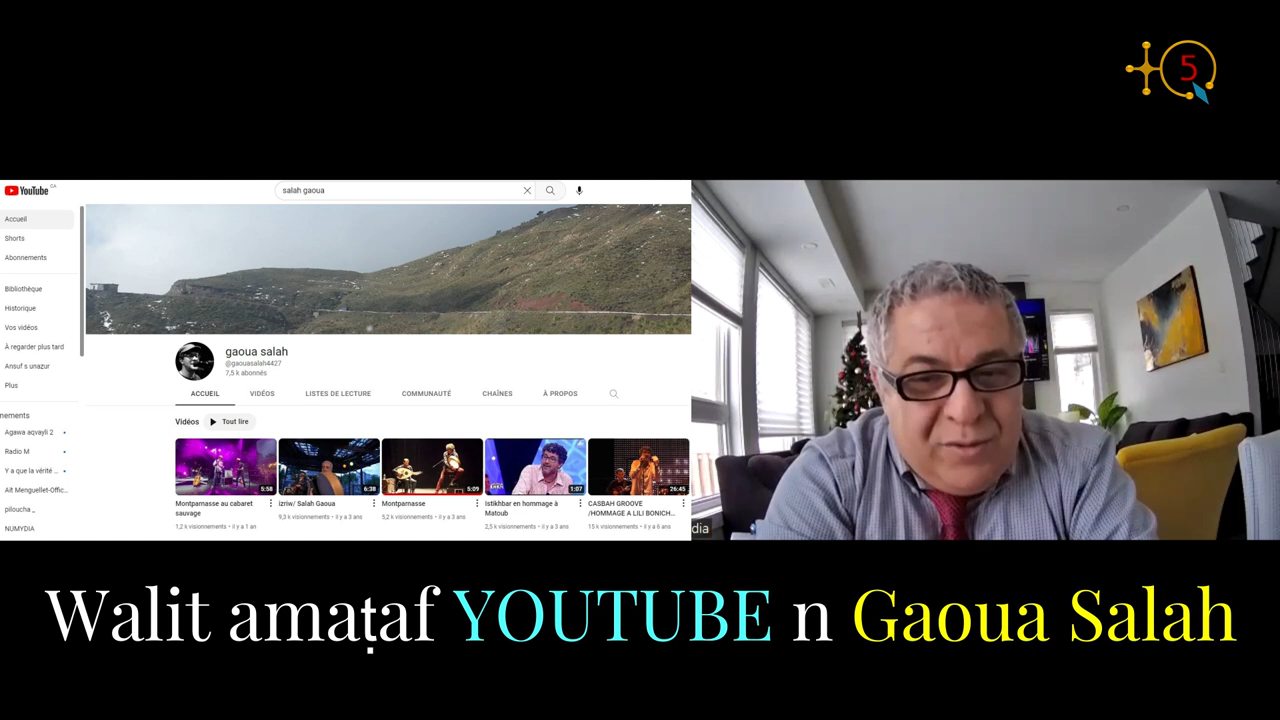 5
YouTube CA
salah gaoua
Accueil
Shorts
Abonnements
Bibliothèque
Historique
Vos vidéos
À regarder plus tard
Ansuf s unazur
Plus
nements
Agawa aqvayli 2
Radio M
Y a que la vérité ...
Aït Menguellet-Offic...
piloucha _
NUMYDIA
gaoua salah
@gaouasalah4427
7,5 k abonnés
ACCUEIL VIDÉOS LISTES DE LECTURE COMMUNAUTÉ CHAÎNES À PROPOS
Vidéos Tout lire
5:58 6:38 5:09 1:07 26:45
Montparnasse au cabaret sauvage
1,2 k visionnements • il y a 1 an
izriw/ Salah Gaoua
9,3 k visionnements • il y a 3 ans
Montparnasse
5,2 k visionnements • il y a 3 ans
Istikhbar en hommage à Matoub
2,5 k visionnements • il y a 3 ans
CASBAH GROOVE /HOMMAGE A LILI BONICH...
15 k visionnements • il y a 6 ans
dia
Walit amaṭaf YOUTUBE n Gaoua Salah